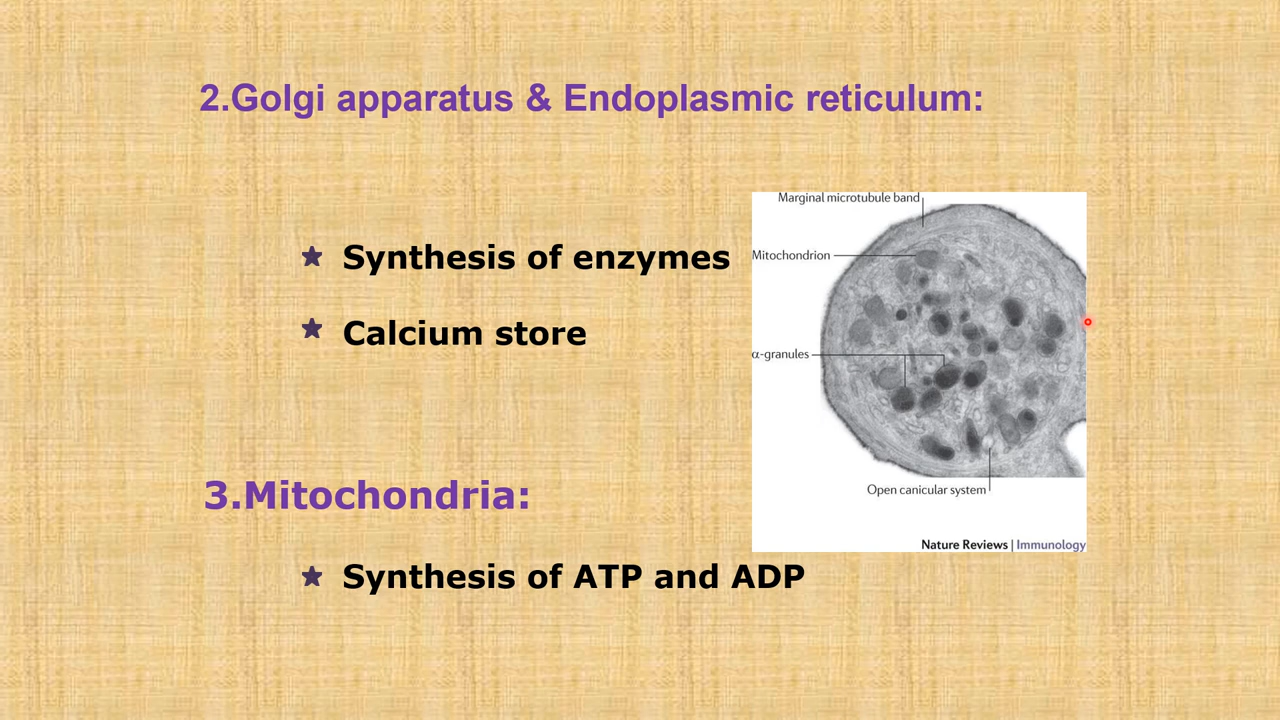 2.Golgi apparatus & Endoplasmic reticulum:
Synthesis of enzymes
Calcium store
Marginal microtubule band
Mitochondrion
α-granules
Open canicular system
Nature Reviews | Immunology
3.Mitochondria:
Synthesis of ATP and ADP